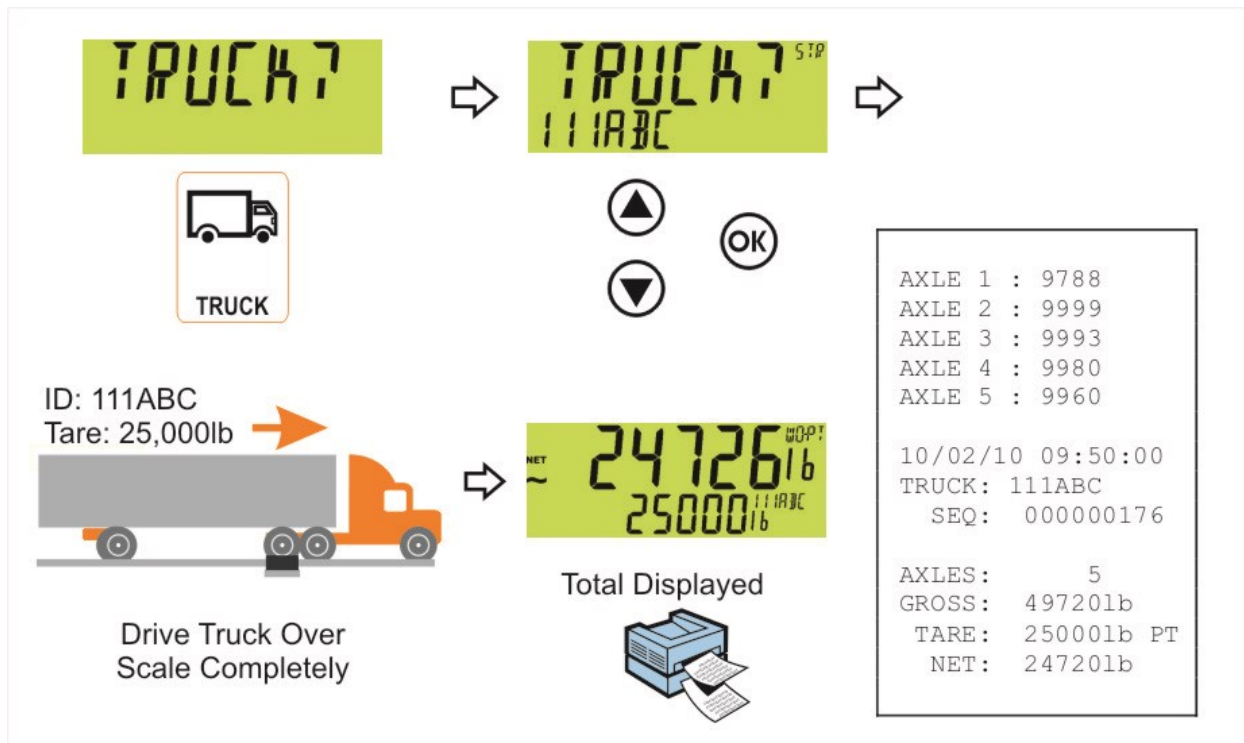 TRUCK?
TRUCK? STR
111ABC
TRUCK
OK
ID: 111ABC
Tare: 25,000lb
Drive Truck Over
Scale Completely
NET ~ 24726lb WOPT
25000lb 111ABC
Total Displayed
AXLE 1 : 9788
AXLE 2 : 9999
AXLE 3 : 9993
AXLE 4 : 9980
AXLE 5 : 9960
10/02/10 09:50:00
TRUCK: 111ABC
SEQ: 000000176
AXLES: 5
GROSS: 49720lb
TARE: 25000lb PT
NET: 24720lb